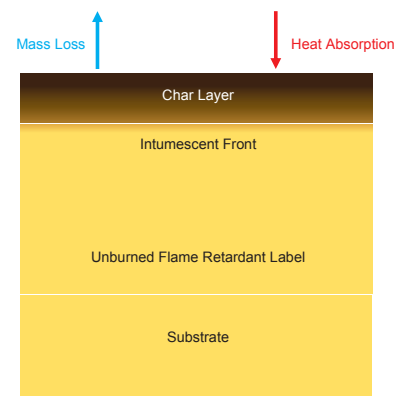 Mass Loss
Heat Absorption
Char Layer
Intumescent Front
Unburned Flame Retardant Label
Substrate